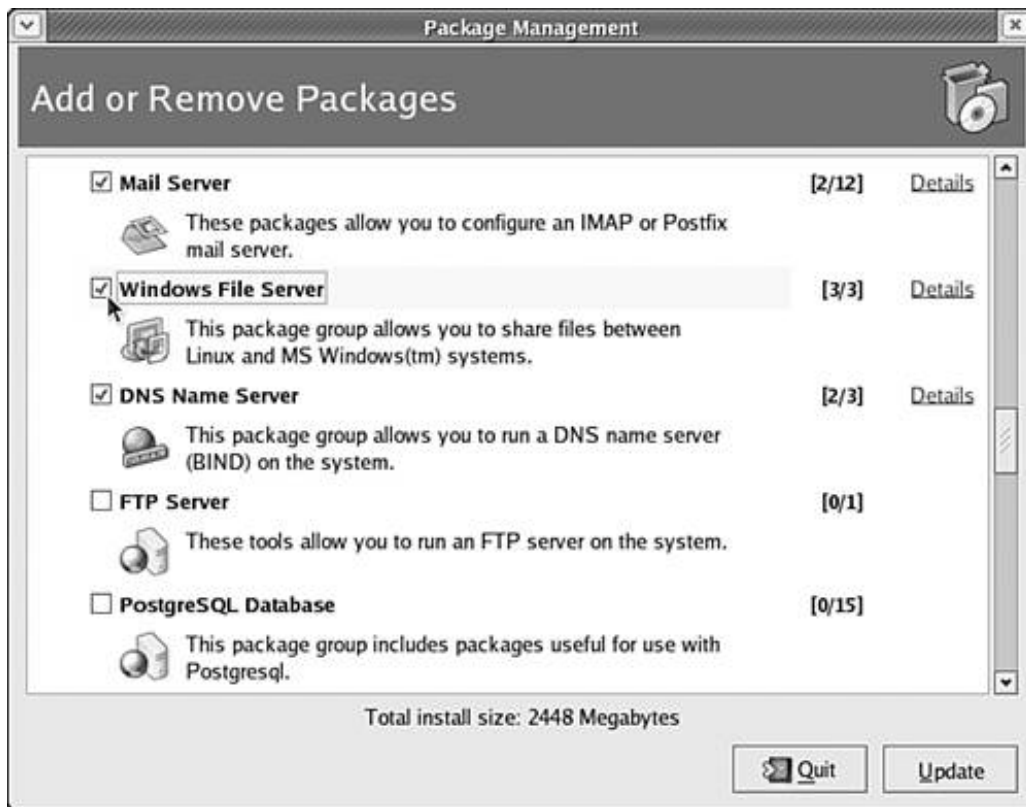 Package Management
Add or Remove Packages
Mail Server [2/12] Details
These packages allow you to configure an IMAP or Postfix
mail server.
Windows File Server [3/3] Details
This package group allows you to share files between
Linux and MS Windows(tm) systems.
DNS Name Server [2/3] Details
This package group allows you to run a DNS name server
(BIND) on the system.
FTP Server [0/1]
These tools allow you to run an FTP server on the system.
PostgreSQL Database [0/15]
This package group includes packages useful for use with
Postgresql.
Total install size: 2448 Megabytes
Quit Update